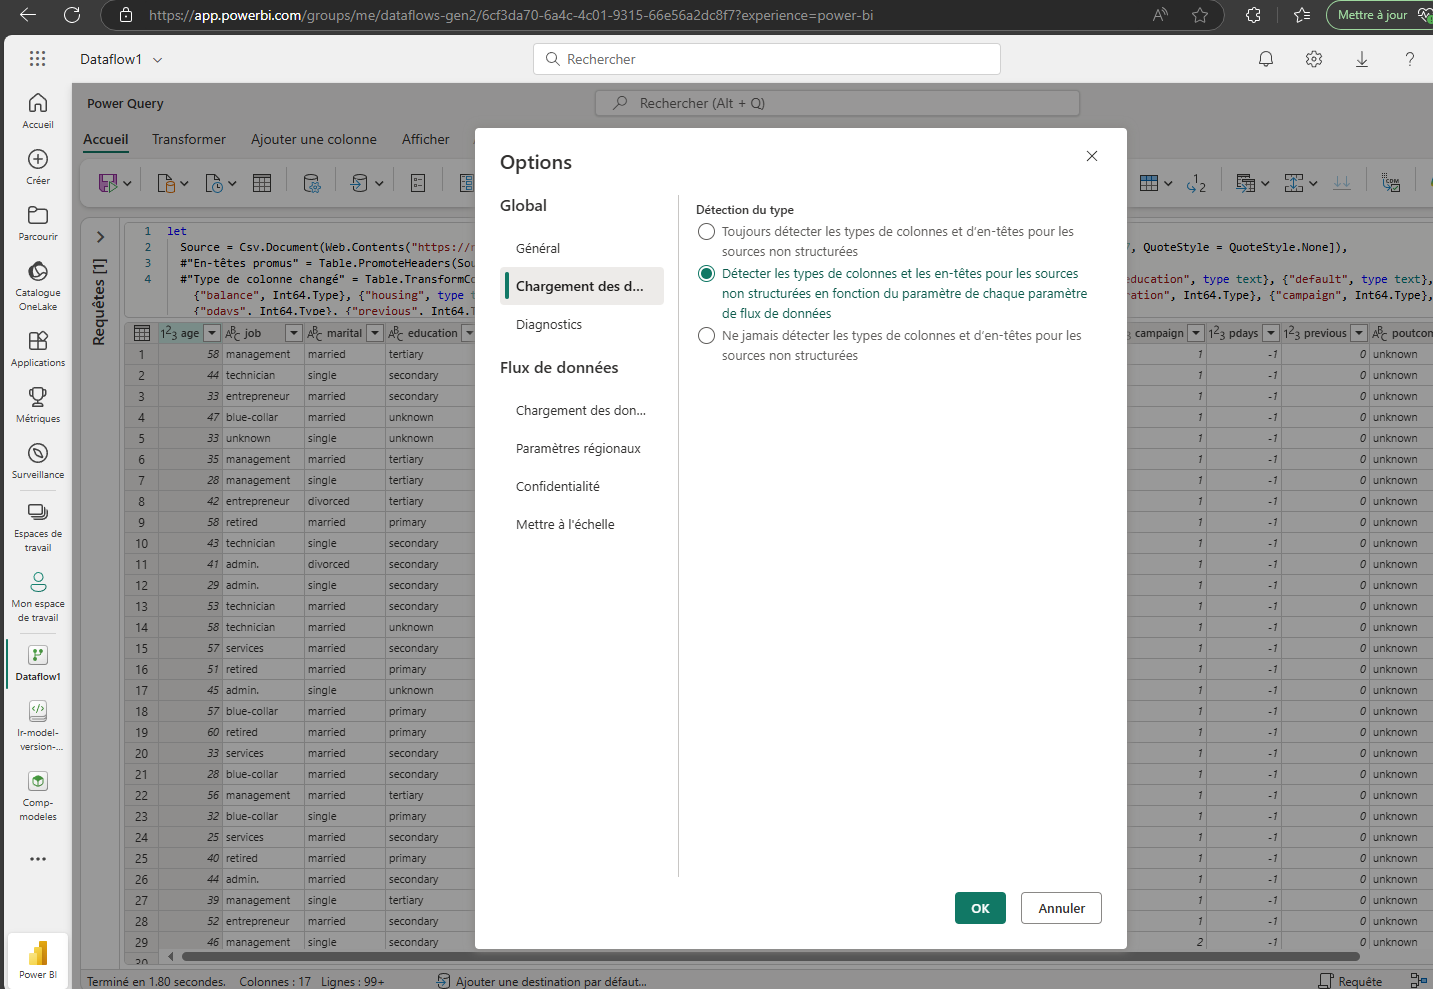 https://app.powerbi.com/groups/me/dataflows-gen2/6cf3da70-6a4c-4c01-9315-66e56a2dc8f7?experience=power-bi
Mettre à jour
Dataflow1
Rechercher
Power Query
Rechercher (Alt + Q)
Accueil
Transformer
Ajouter une colonne
Afficher
Accueil
Créer
Parcourir
Catalogue
OneLake
Applications
Métriques
Surveillance
Espaces de
travail
Mon espace
de travail
Dataflow1
lr-model-
version-...
Comp-
modeles
Power BI
Requêtes [1]
1 let
2 Source = Csv.Document(Web.Contents("https://r , QuoteStyle = QuoteStyle.None]),
3 #"En-têtes promus" = Table.PromoteHeaders(Sou
4 #"Type de colonne changé" = Table.TransformCo education", type text}, {"default", type text},
{"balance", Int64.Type}, {"housing", type t ration", Int64.Type}, {"campaign", Int64.Type},
{"pdays", Int64.Type}, {"previous", Int64.T
age job marital education campaign pdays previous poutcon
1 58 management married tertiary 1 -1 0 unknown
2 44 technician single secondary 1 -1 0 unknown
3 33 entrepreneur married secondary 1 -1 0 unknown
4 47 blue-collar married unknown 1 -1 0 unknown
5 33 unknown single unknown 1 -1 0 unknown
6 35 management married tertiary 1 -1 0 unknown
7 28 management single tertiary 1 -1 0 unknown
8 42 entrepreneur divorced tertiary 1 -1 0 unknown
9 58 retired married primary 1 -1 0 unknown
10 43 technician single secondary 1 -1 0 unknown
11 41 admin. divorced secondary 1 -1 0 unknown
12 29 admin. single secondary 1 -1 0 unknown
13 53 technician married secondary 1 -1 0 unknown
14 58 technician married unknown 1 -1 0 unknown
15 57 services married secondary 1 -1 0 unknown
16 51 retired married primary 1 -1 0 unknown
17 45 admin. single unknown 1 -1 0 unknown
18 57 blue-collar married primary 1 -1 0 unknown
19 60 retired married primary 1 -1 0 unknown
20 33 services married secondary 1 -1 0 unknown
21 28 blue-collar married secondary 1 -1 0 unknown
22 56 management married tertiary 1 -1 0 unknown
23 32 blue-collar single primary 1 -1 0 unknown
24 25 services married secondary 1 -1 0 unknown
25 40 retired married primary 1 -1 0 unknown
26 44 admin. married secondary 1 -1 0 unknown
27 39 management single tertiary 1 -1 0 unknown
28 52 entrepreneur married secondary 1 -1 0 unknown
29 46 management single secondary 2 -1 0 unknown
30
Options
Global
Général
Chargement des d...
Diagnostics
Flux de données
Chargement des don...
Paramètres régionaux
Confidentialité
Mettre à l'échelle
Détection du type
Toujours détecter les types de colonnes et d'en-têtes pour les
sources non structurées
Détecter les types de colonnes et les en-têtes pour les sources
non structurées en fonction du paramètre de chaque paramètre
de flux de données
Ne jamais détecter les types de colonnes et d'en-têtes pour les
sources non structurées
OK
Annuler
Terminé en 1.80 secondes. Colonnes : 17 Lignes : 99+
Ajouter une destination par défaut...
Requête